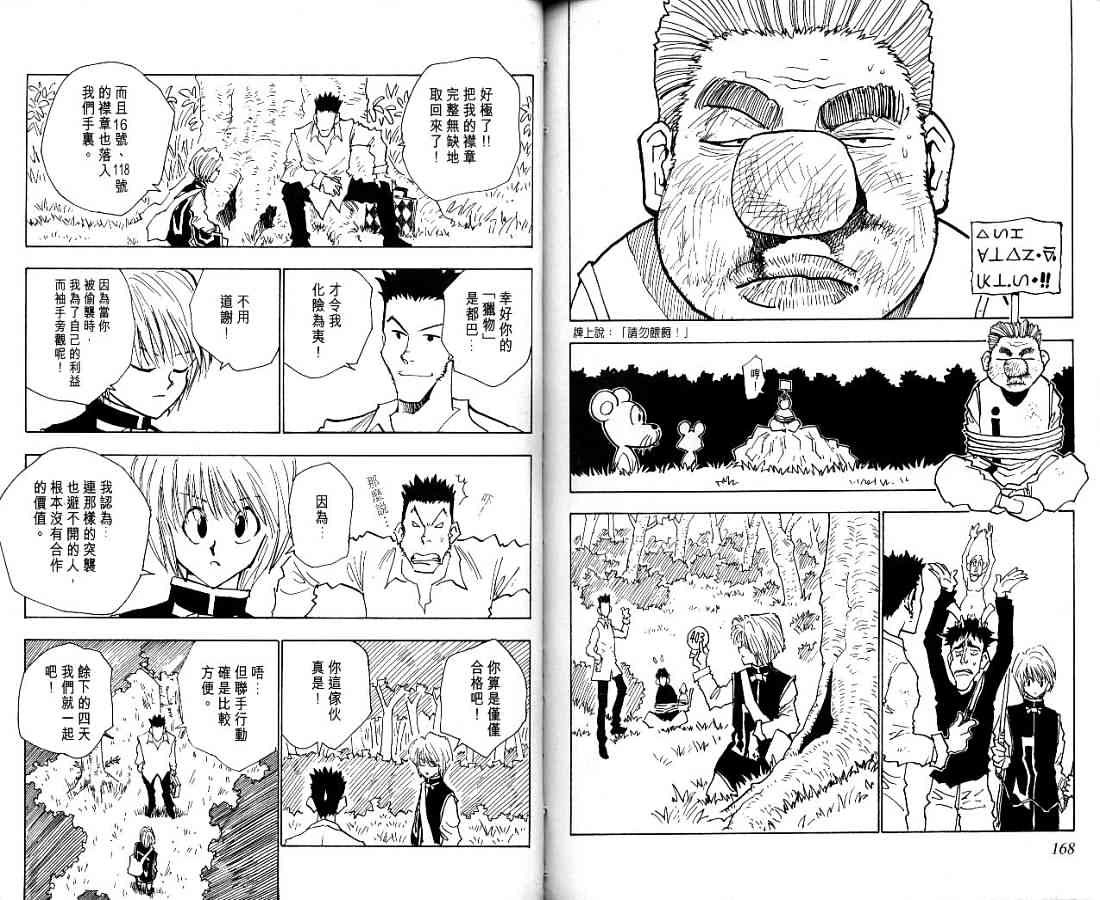 牌上說：「請勿餵餌！」
哼！
403
168
好極了!!
把我的襟章
完整無缺地
取回來了！
而且16號、118號
的襟章也落入
我們手裏。
幸好你的
「獵物」
是都巴…
才令我
化險為夷！
不用
道謝！
因為當你
被偷襲時，
我為了自己的利益
而袖手旁觀呢！
那麼說…
因為…
我認為…
連那樣的突襲
也避不開的人，
根本沒有合作
的價值。
你算是僅僅
合格吧！
你這傢伙
真是！
唔…
但聯手行動
確是比較
方便。
餘下的四天
我們就一起
吧！